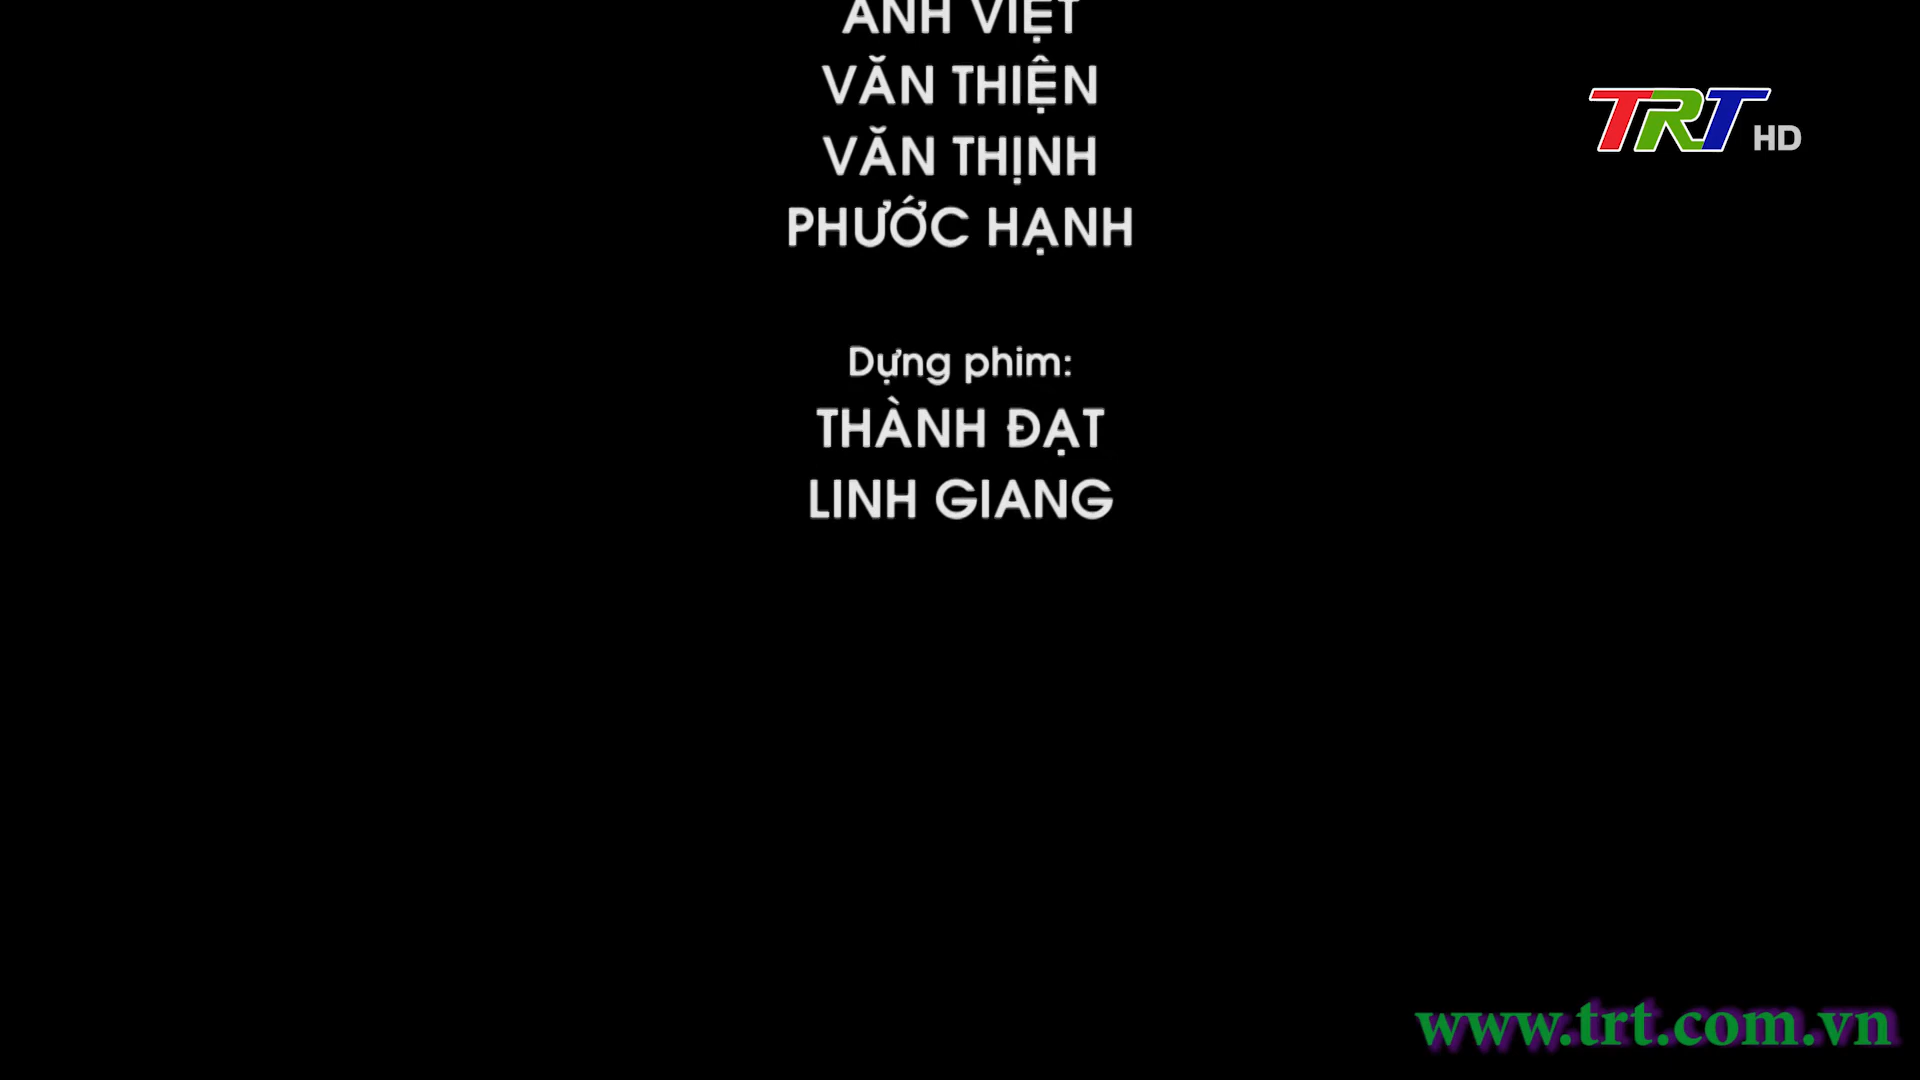 ANH VIỆT
VĂN THIỆN
VĂN THỊNH
PHƯỚC HẠNH
Dựng phim:
THÀNH ĐẠT
LINH GIANG
TRT HD
www.trt.com.vn